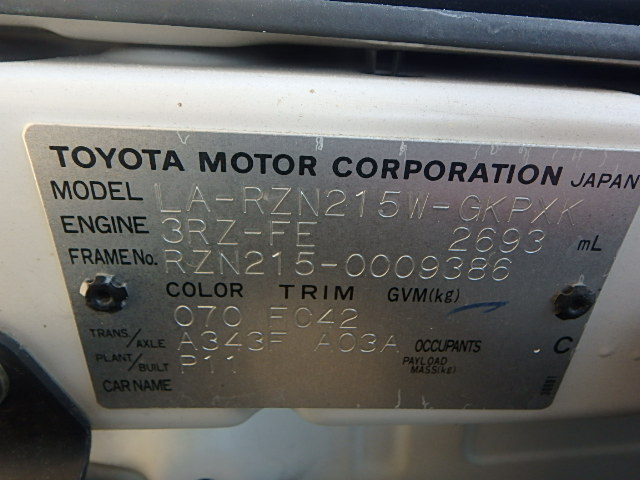 TOYOTA MOTOR CORPORATION JAPAN
MODEL LA-RZN215W-GKPXK
ENGINE 3RZ-FE 2693 mL
FRAME No. RZN215-0009386
COLOR TRIM GVM(kg)
070 FC42
TRANS./AXLE A343F A03A OCCUPANTS C
PLANT/BUILT P11 PAYLOAD MASS(kg)
CAR NAME